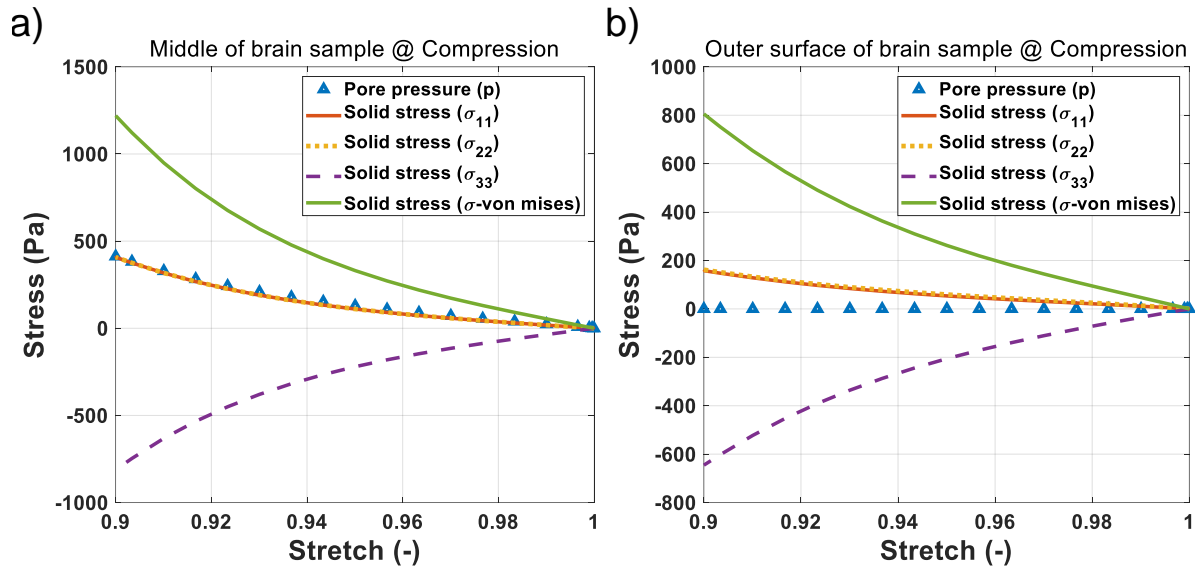 a)
Middle of brain sample @ Compression
1500
1000
500
0
-500
-1000
Stress (Pa)
Pore pressure (p)
Solid stress (σ11)
Solid stress (σ22)
Solid stress (σ33)
Solid stress (σ-von mises)
0.9 0.92 0.94 0.96 0.98 1
Stretch (-)
b)
Outer surface of brain sample @ Compression
1000
800
600
400
200
0
-200
-400
-600
-800
Stress (Pa)
Pore pressure (p)
Solid stress (σ11)
Solid stress (σ22)
Solid stress (σ33)
Solid stress (σ-von mises)
0.9 0.92 0.94 0.96 0.98 1
Stretch (-)